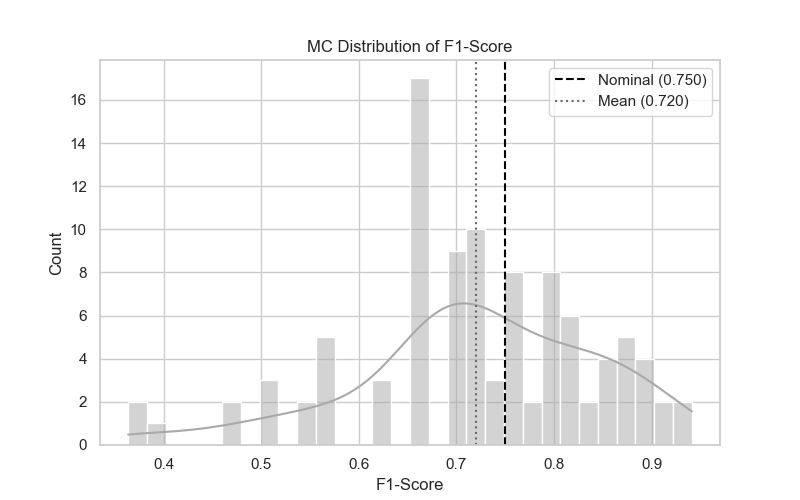 MC Distribution of F1-Score
Nominal (0.750)
Mean (0.720)
Count
16
14
12
10
8
6
4
2
0
0.4 0.5 0.6 0.7 0.8 0.9
F1-Score